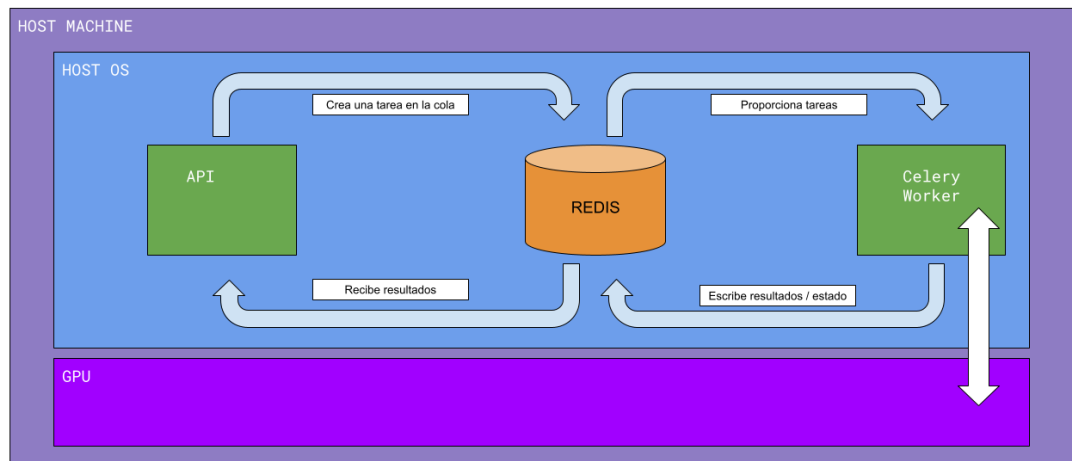 HOST MACHINE
HOST OS
Crea una tarea en la cola
Proporciona tareas
API
REDIS
Celery
Worker
Recibe resultados
Escribe resultados / estado
GPU